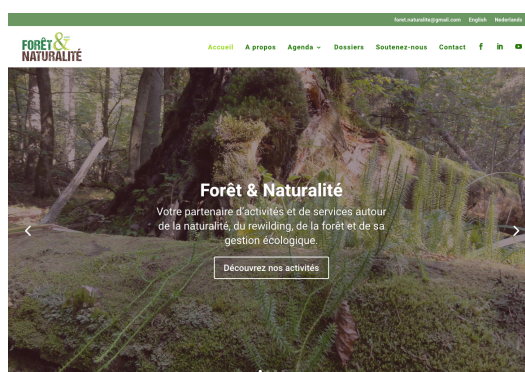 foret.naturalite@gmail.com English Nederlands
FORÊT &
NATURALITÉ
Accueil A propos Agenda Dossiers Soutenez-nous Contact
Forêt & Naturalité
Votre partenaire d'activités et de services autour
de la naturalité, du rewilding, de la forêt et de sa
gestion écologique.
Découvrez nos activités